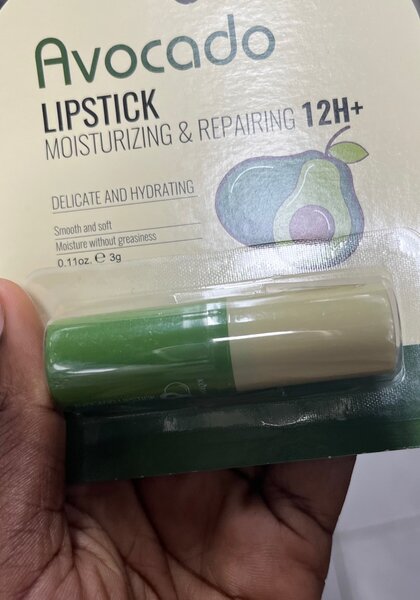 Avocado
LIPSTICK
MOISTURIZING & REPAIRING 12H+
DELICATE AND HYDRATING
Smooth and soft
Moisture without greasiness
0.11oz. ℮ 3g